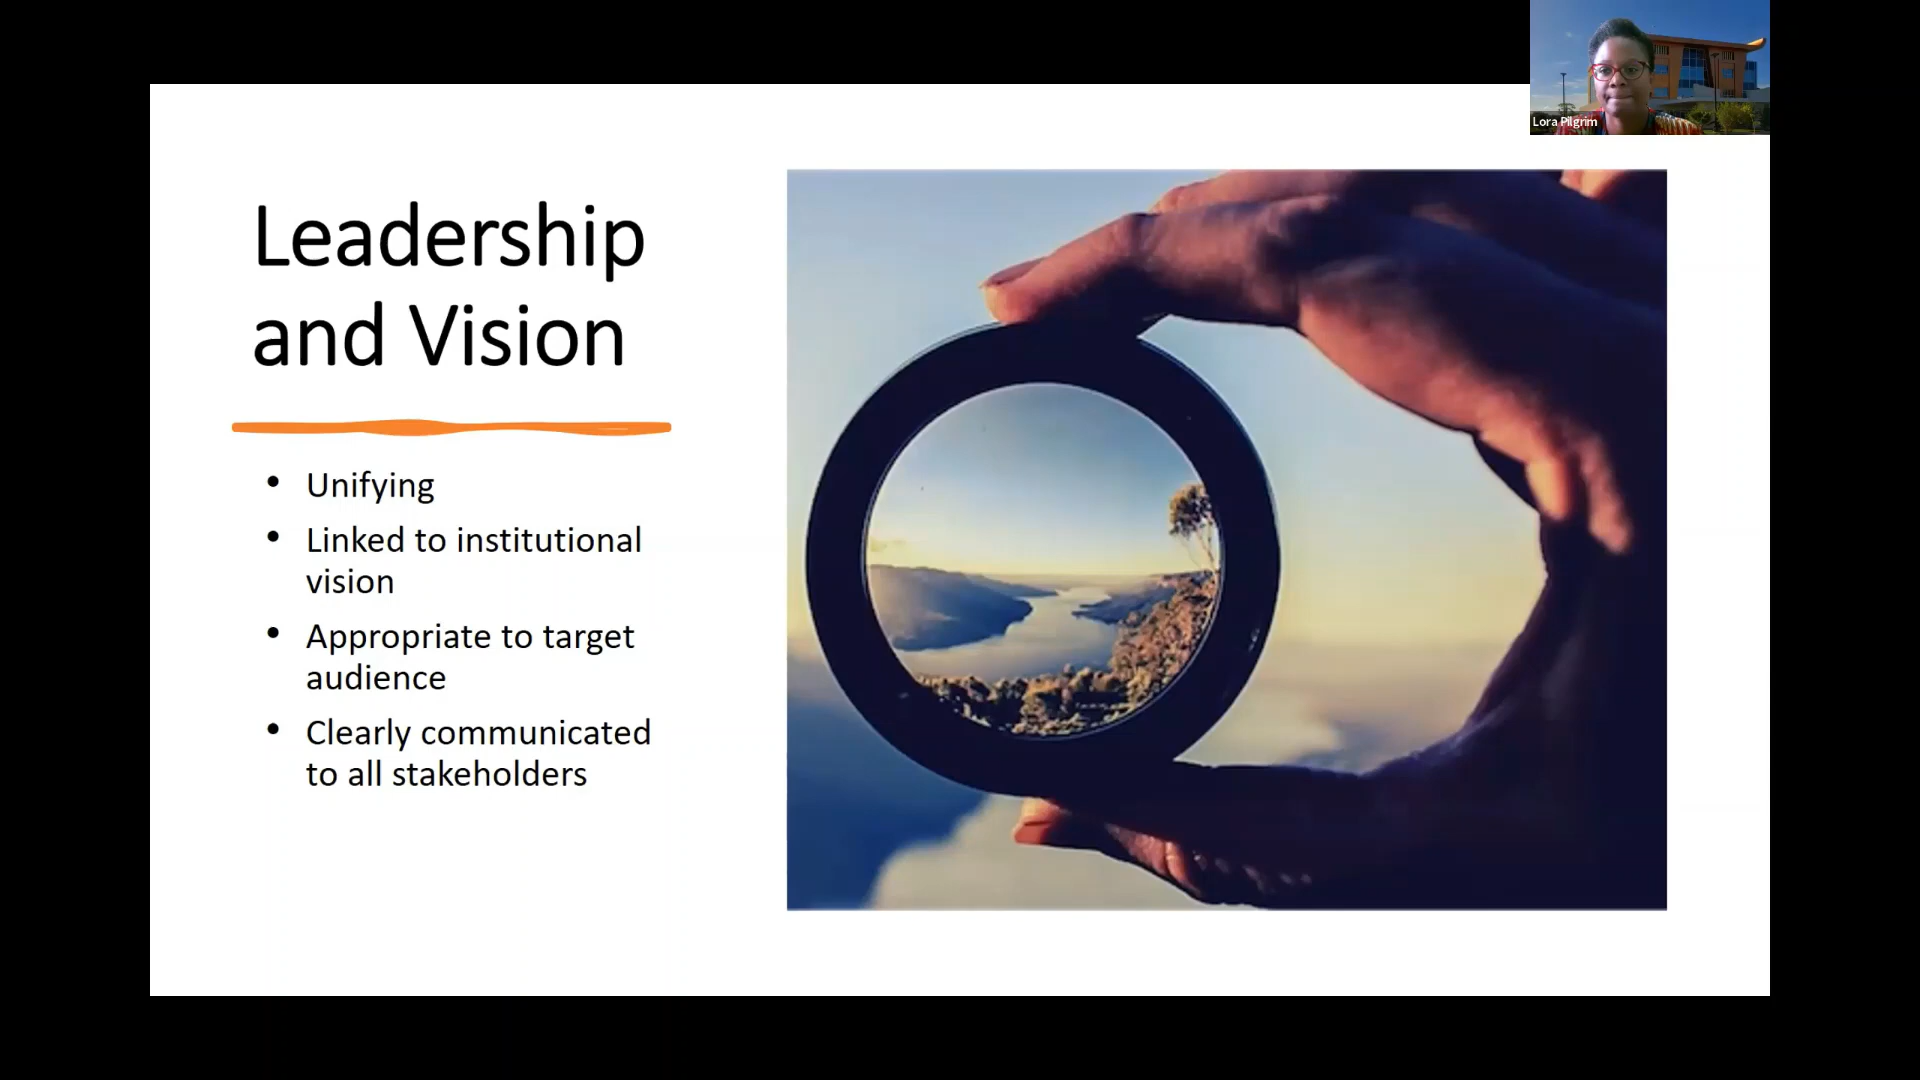 Lora Pilgrim
Leadership
and Vision
• Unifying
• Linked to institutional
vision
• Appropriate to target
audience
• Clearly communicated
to all stakeholders